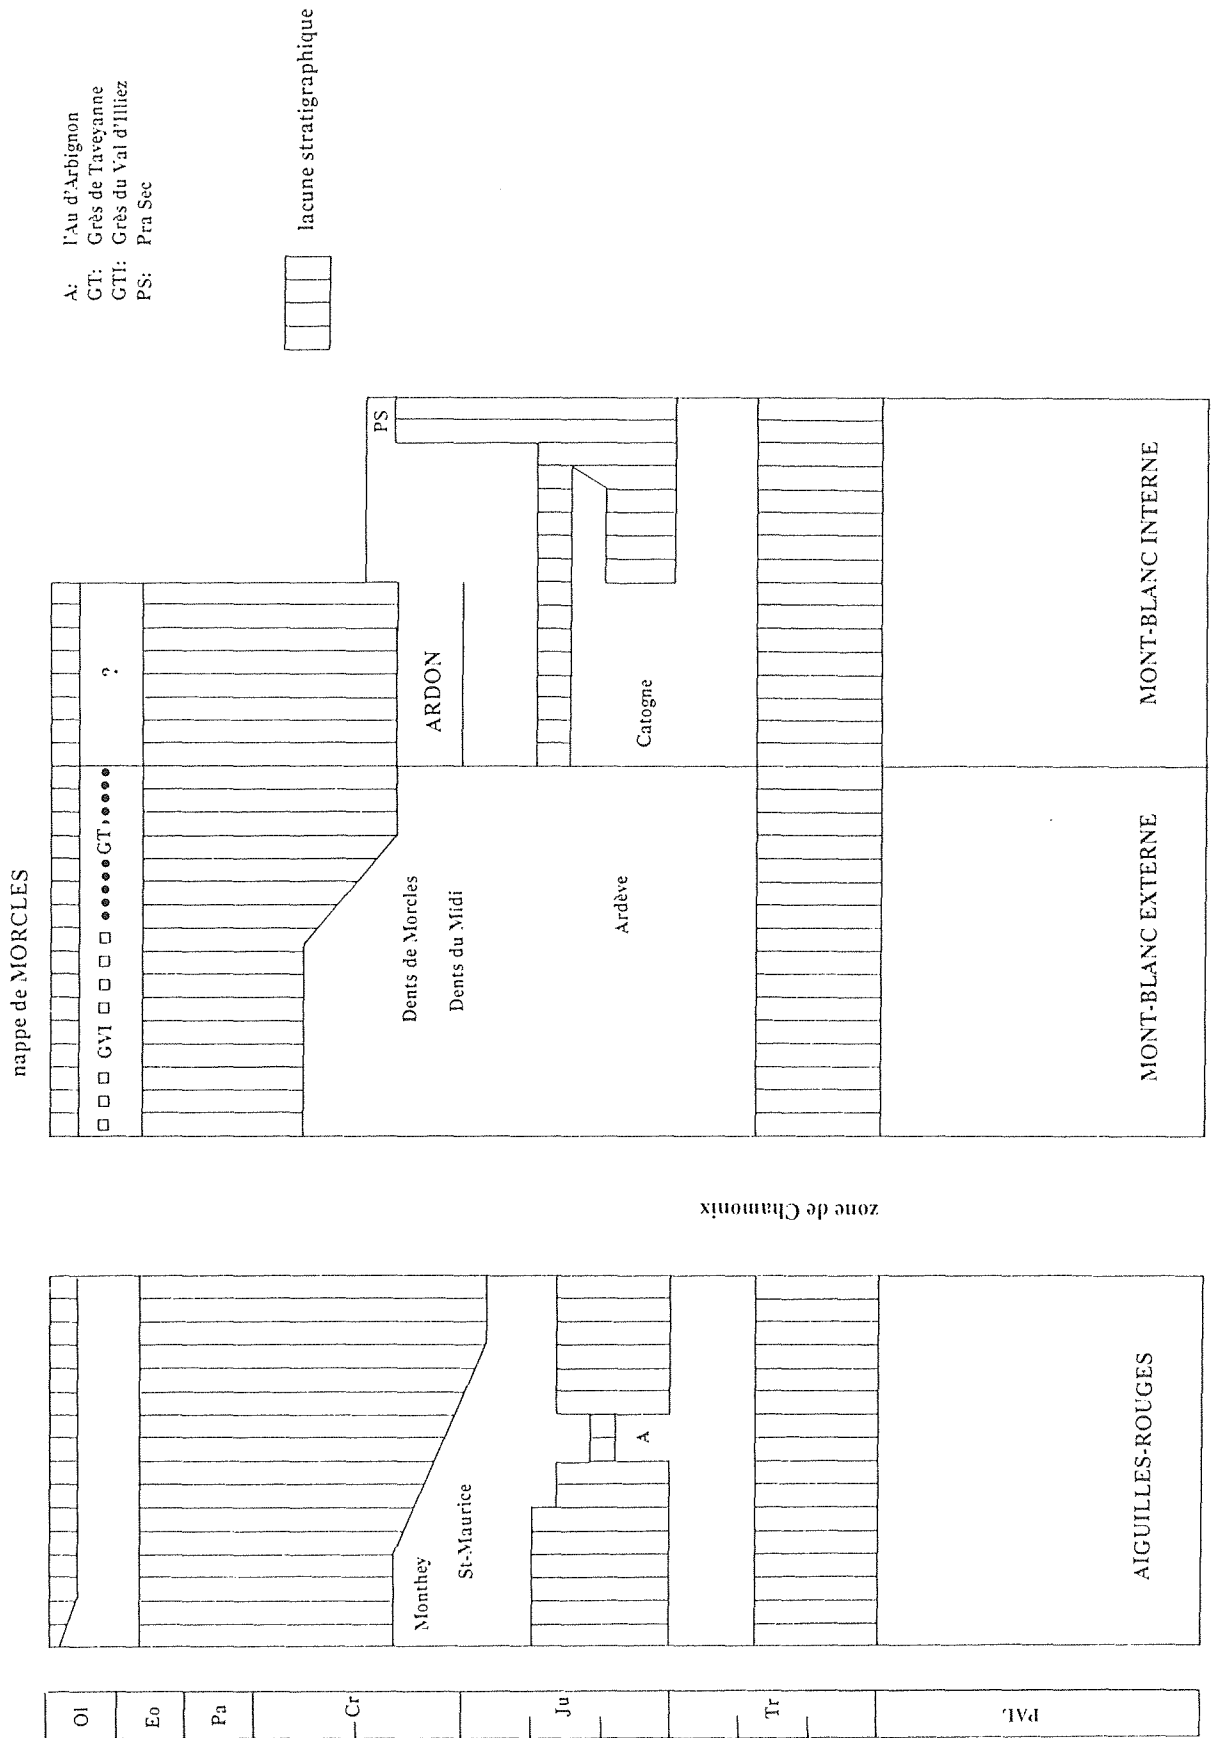 nappe de MORCLES
A: l'Au d'Arbignon
GT: Grès de Taveyanne
GTI: Grès du Val d'Illiez
PS: Pra Sec
lacune stratigraphique
Ol
Eo
Pa
Cr
Ju
Tr
PAL
Monthey
St-Maurice
A
AIGUILLES-ROUGES
zone de Chamonix
GVI
GT
Dents de Morcles
Dents du Midi
Ardève
MONT-BLANC EXTERNE
?
ARDON
Catogne
PS
MONT-BLANC INTERNE